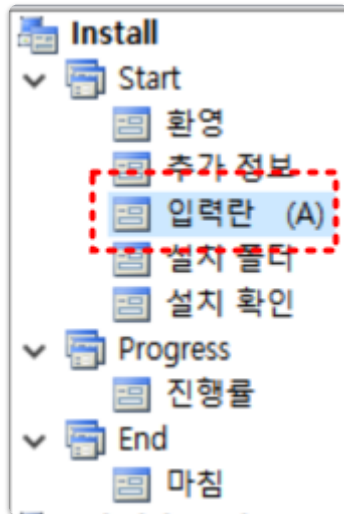 Install
Start
환영
추가 정보
입력란 (A)
설치 폴더
설치 확인
Progress
진행률
End
마침